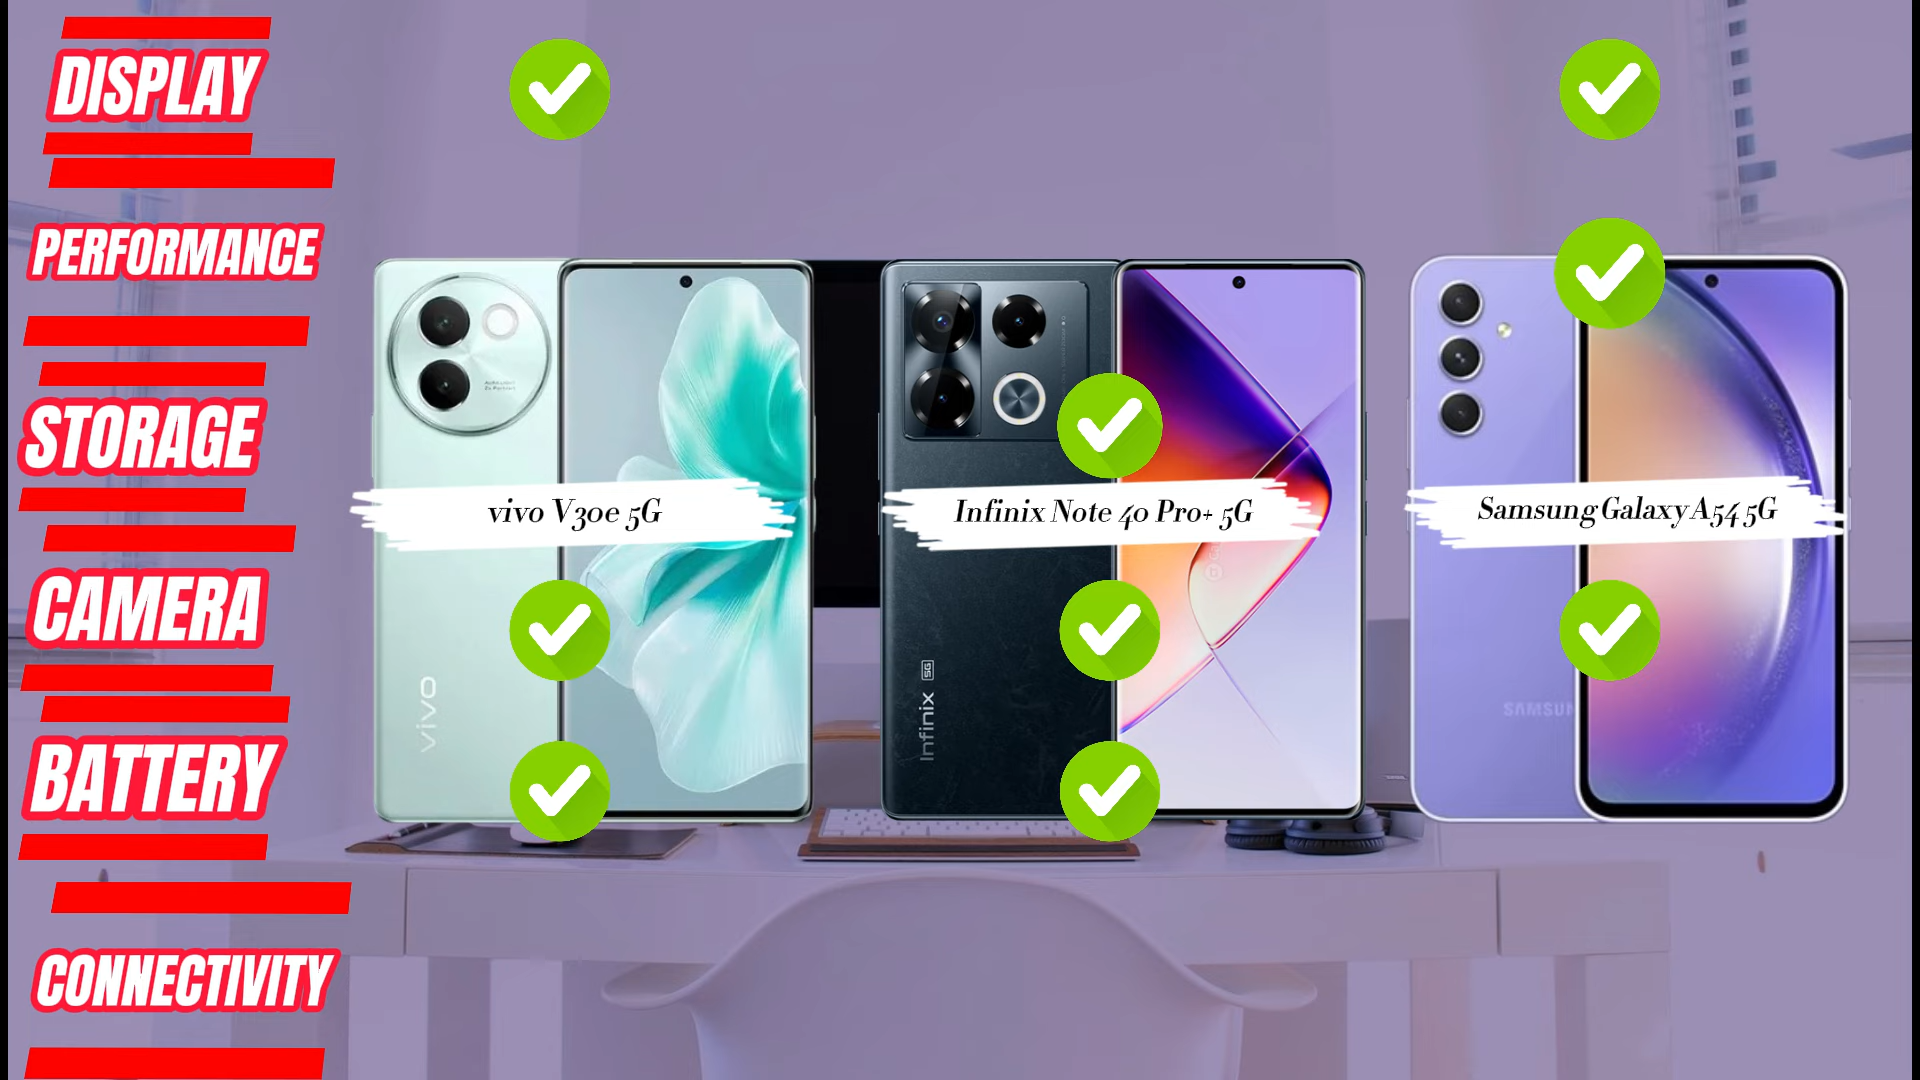 DISPLAY
PERFORMANCE
STORAGE
CAMERA
BATTERY
CONNECTIVITY
vivo V30e 5G
Infinix Note 40 Pro+ 5G
Samsung Galaxy A54 5G
vivo
Infinix 5G
SAMSUN